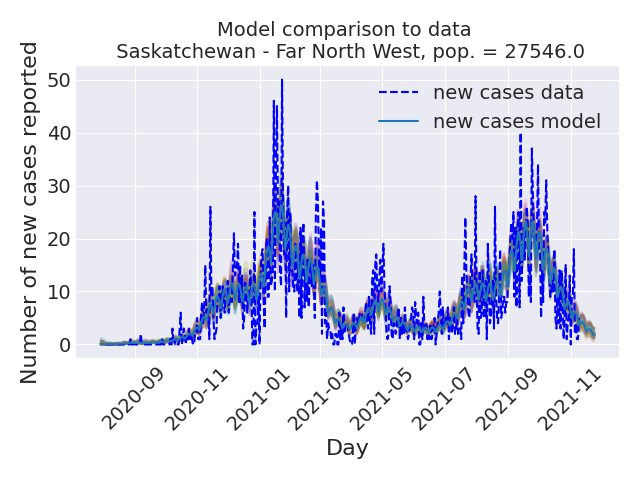 Model comparison to data
Saskatchewan - Far North West, pop. = 27546.0
Number of new cases reported
50
40
30
20
10
0
new cases data
new cases model
2020-09
2020-11
2021-01
2021-03
2021-05
2021-07
2021-09
2021-11
Day